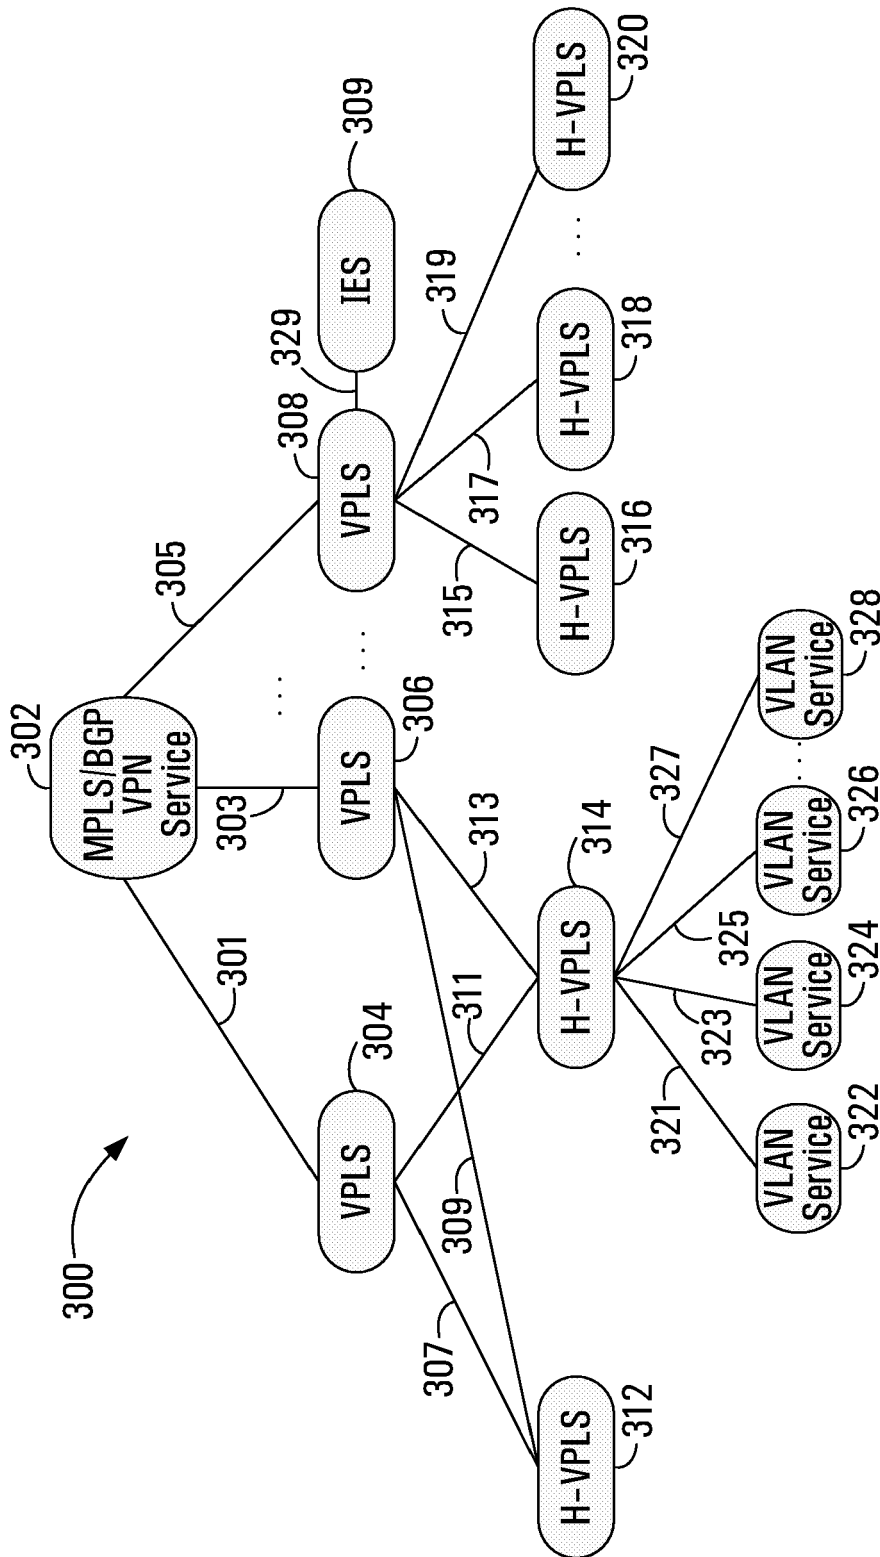 300
302
MPLS/BGP
VPN
Service
301
303
305
304
VPLS
306
VPLS
. . . .
. . . .
308
VPLS
329
309
IES
307
309
311
313
315
317
319
312
H-VPLS
314
H-VPLS
316
H-VPLS
318
H-VPLS
. . . .
320
H-VPLS
321
323
325
327
VLAN
Service
322
VLAN
Service
324
VLAN
Service
326
. . . .
VLAN
Service
328